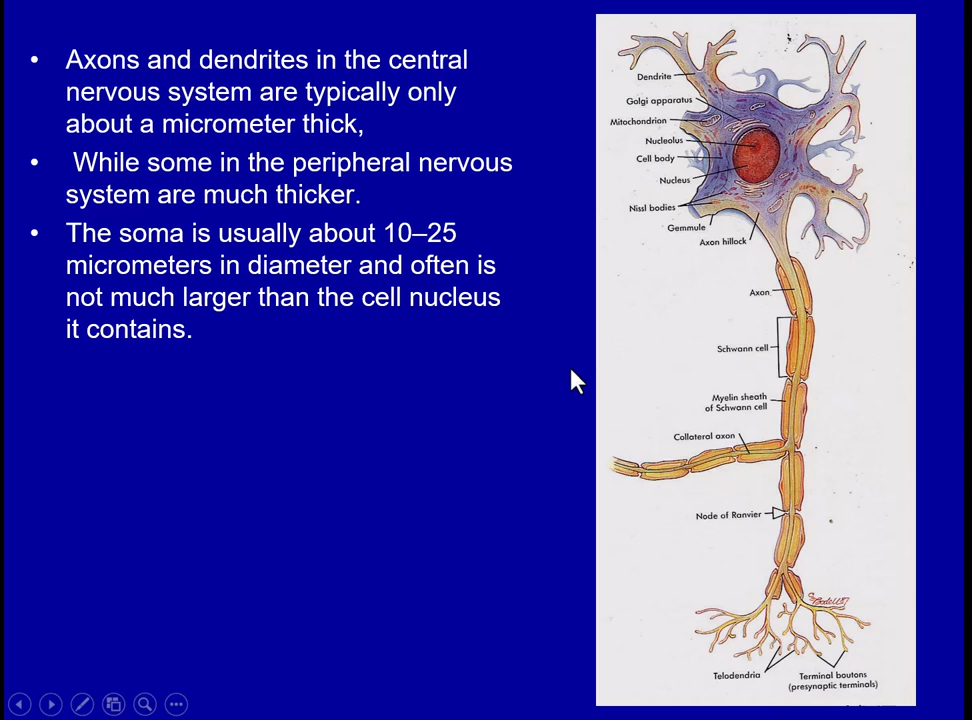 • Axons and dendrites in the central
nervous system are typically only
about a micrometer thick,
• While some in the peripheral nervous
system are much thicker.
• The soma is usually about 10–25
micrometers in diameter and often is
not much larger than the cell nucleus
it contains.
Dendrite
Golgi apparatus
Mitochondrion
Nucleolus
Cell body
Nucleus
Nissl bodies
Gemmule
Axon hillock
Axon
Schwann cell
Myelin sheath
of Schwann cell
Collateral axon
Node of Ranvier
Telodendria
Terminal boutons
(presynaptic terminals)